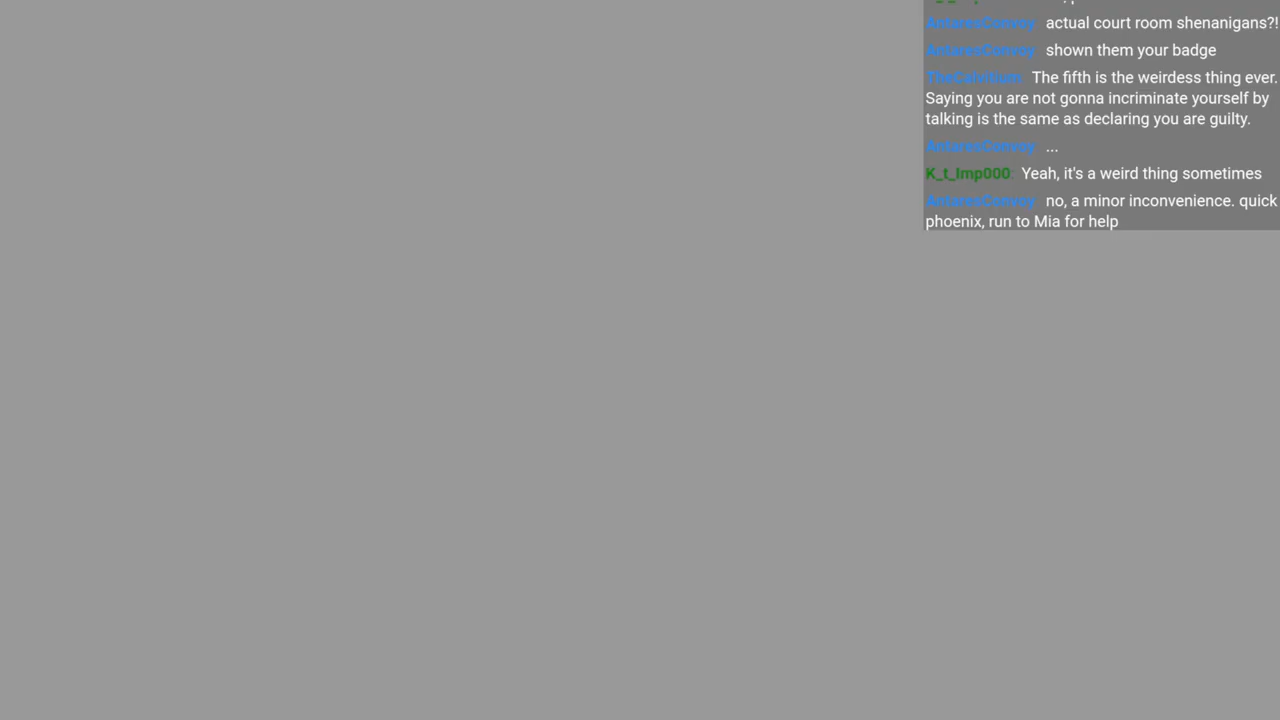 AntaresConvoy: actual court room shenanigans?!
AntaresConvoy: shown them your badge
The fifth is the weirdess thing ever.
Saying you are not gonna incriminate yourself by
talking is the same as declaring you are guilty.
AntaresConvoy: ...
K_t_Imp000: Yeah, it's a weird thing sometimes
AntaresConvoy: no, a minor inconvenience. quick
phoenix, run to Mia for help